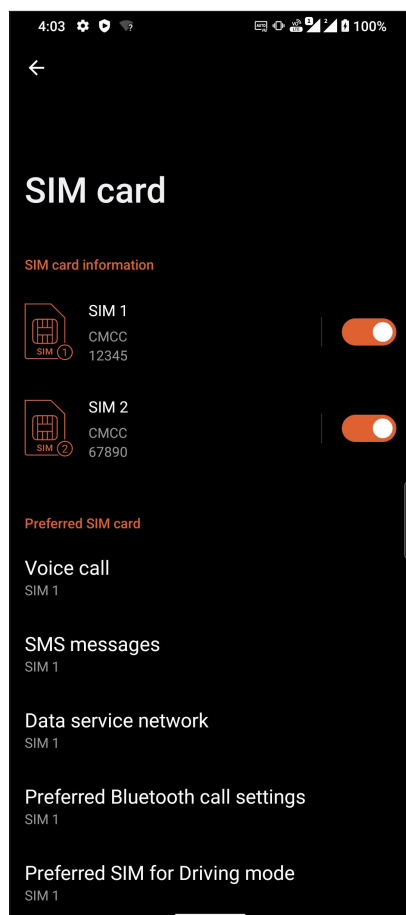 4:03 100%
SIM card
SIM card information
SIM 1
CMCC
12345
SIM 1
SIM 2
CMCC
67890
SIM 2
Preferred SIM card
Voice call
SIM 1
SMS messages
SIM 1
Data service network
SIM 1
Preferred Bluetooth call settings
SIM 1
Preferred SIM for Driving mode
SIM 1